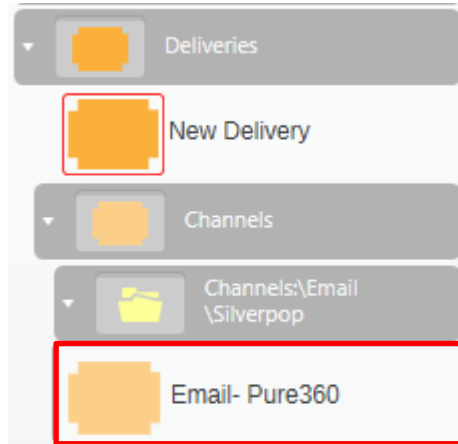 Deliveries
New Delivery
Channels
Channels:\Email
\Silverpop
Email- Pure360